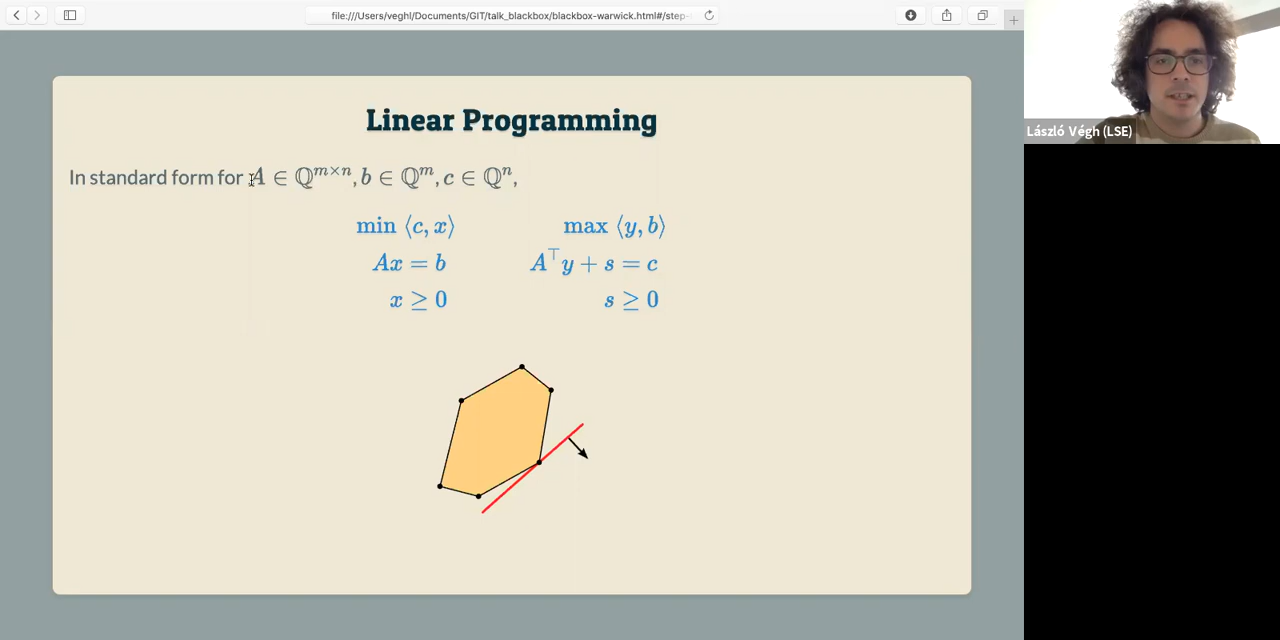 file:///Users/veghl/Documents/GIT/talk_blackbox/blackbox-warwick.html#/step-
Linear Programming
In standard form for A ∈ ℚ^{m×n}, b ∈ ℚ^m, c ∈ ℚ^n,
min ⟨c, x⟩ max ⟨y, b⟩
Ax = b A^⊤y + s = c
x ≥ 0 s ≥ 0
László Végh (LSE)